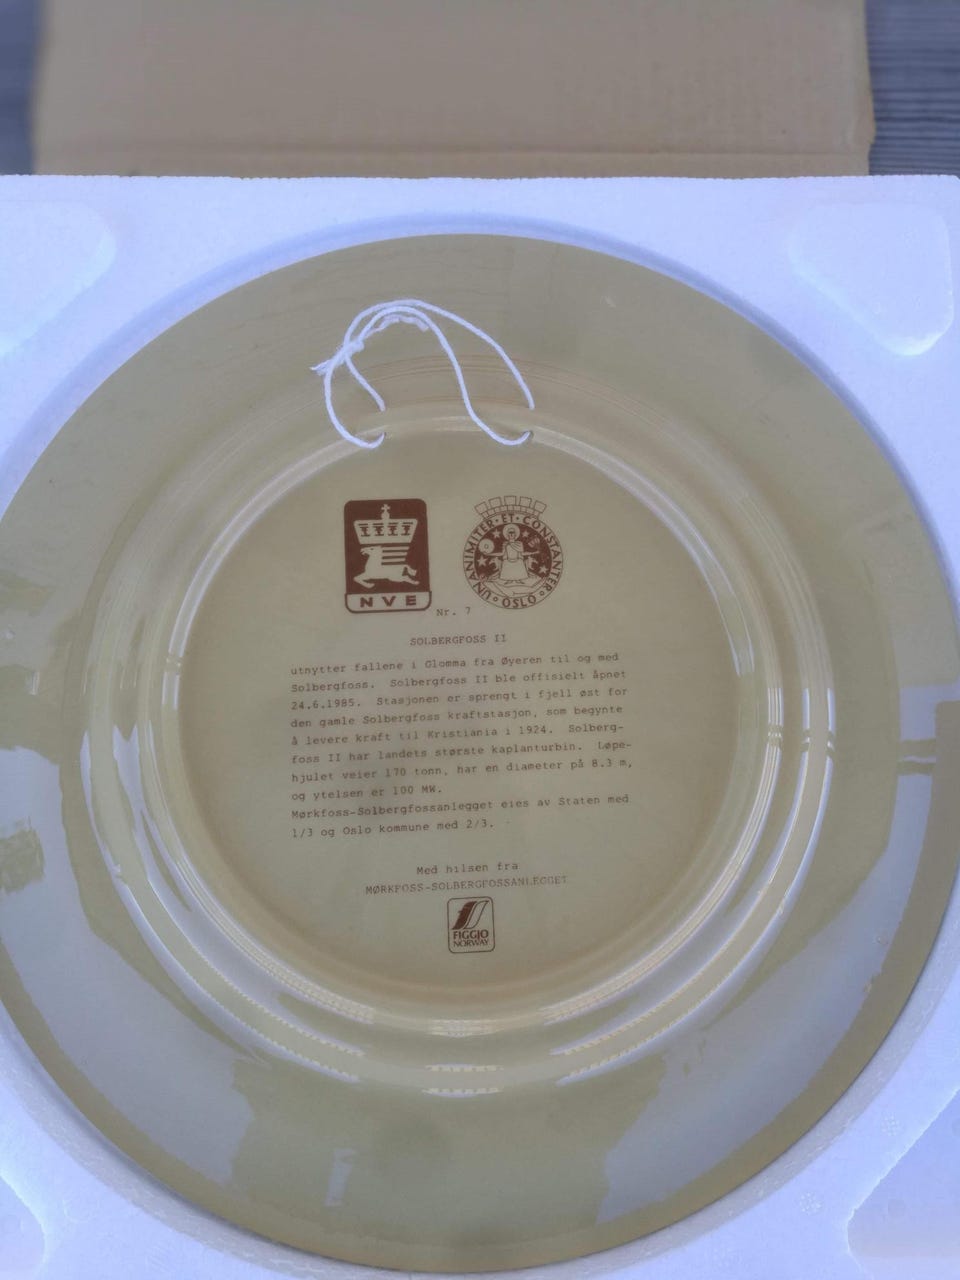 NVE
UNANIMITER·ET·CONSTANTER·
·OSLO·
Nr. 7
SOLBERGFOSS II
utnytter fallene i Glomma fra Øyeren til og med
Solbergfoss. Solbergfoss II ble offisielt åpnet
24.6.1985. Stasjonen er sprengt i fjell øst for
den gamle Solbergfoss kraftstasjon, som begynte
å levere kraft til Kristiania i 1924. Solberg-
foss II har landets største kaplanturbin. Løpe-
hjulet veier 170 tonn, har en diameter på 8.3 m,
og ytelsen er 100 MW.
Mørkfoss-Solbergfossanlegget eies av Staten med
1/3 og Oslo kommune med 2/3.
Med hilsen fra
MØRKFOSS-SOLBERGFOSSANLEGGET
FIGGJO
NORWAY